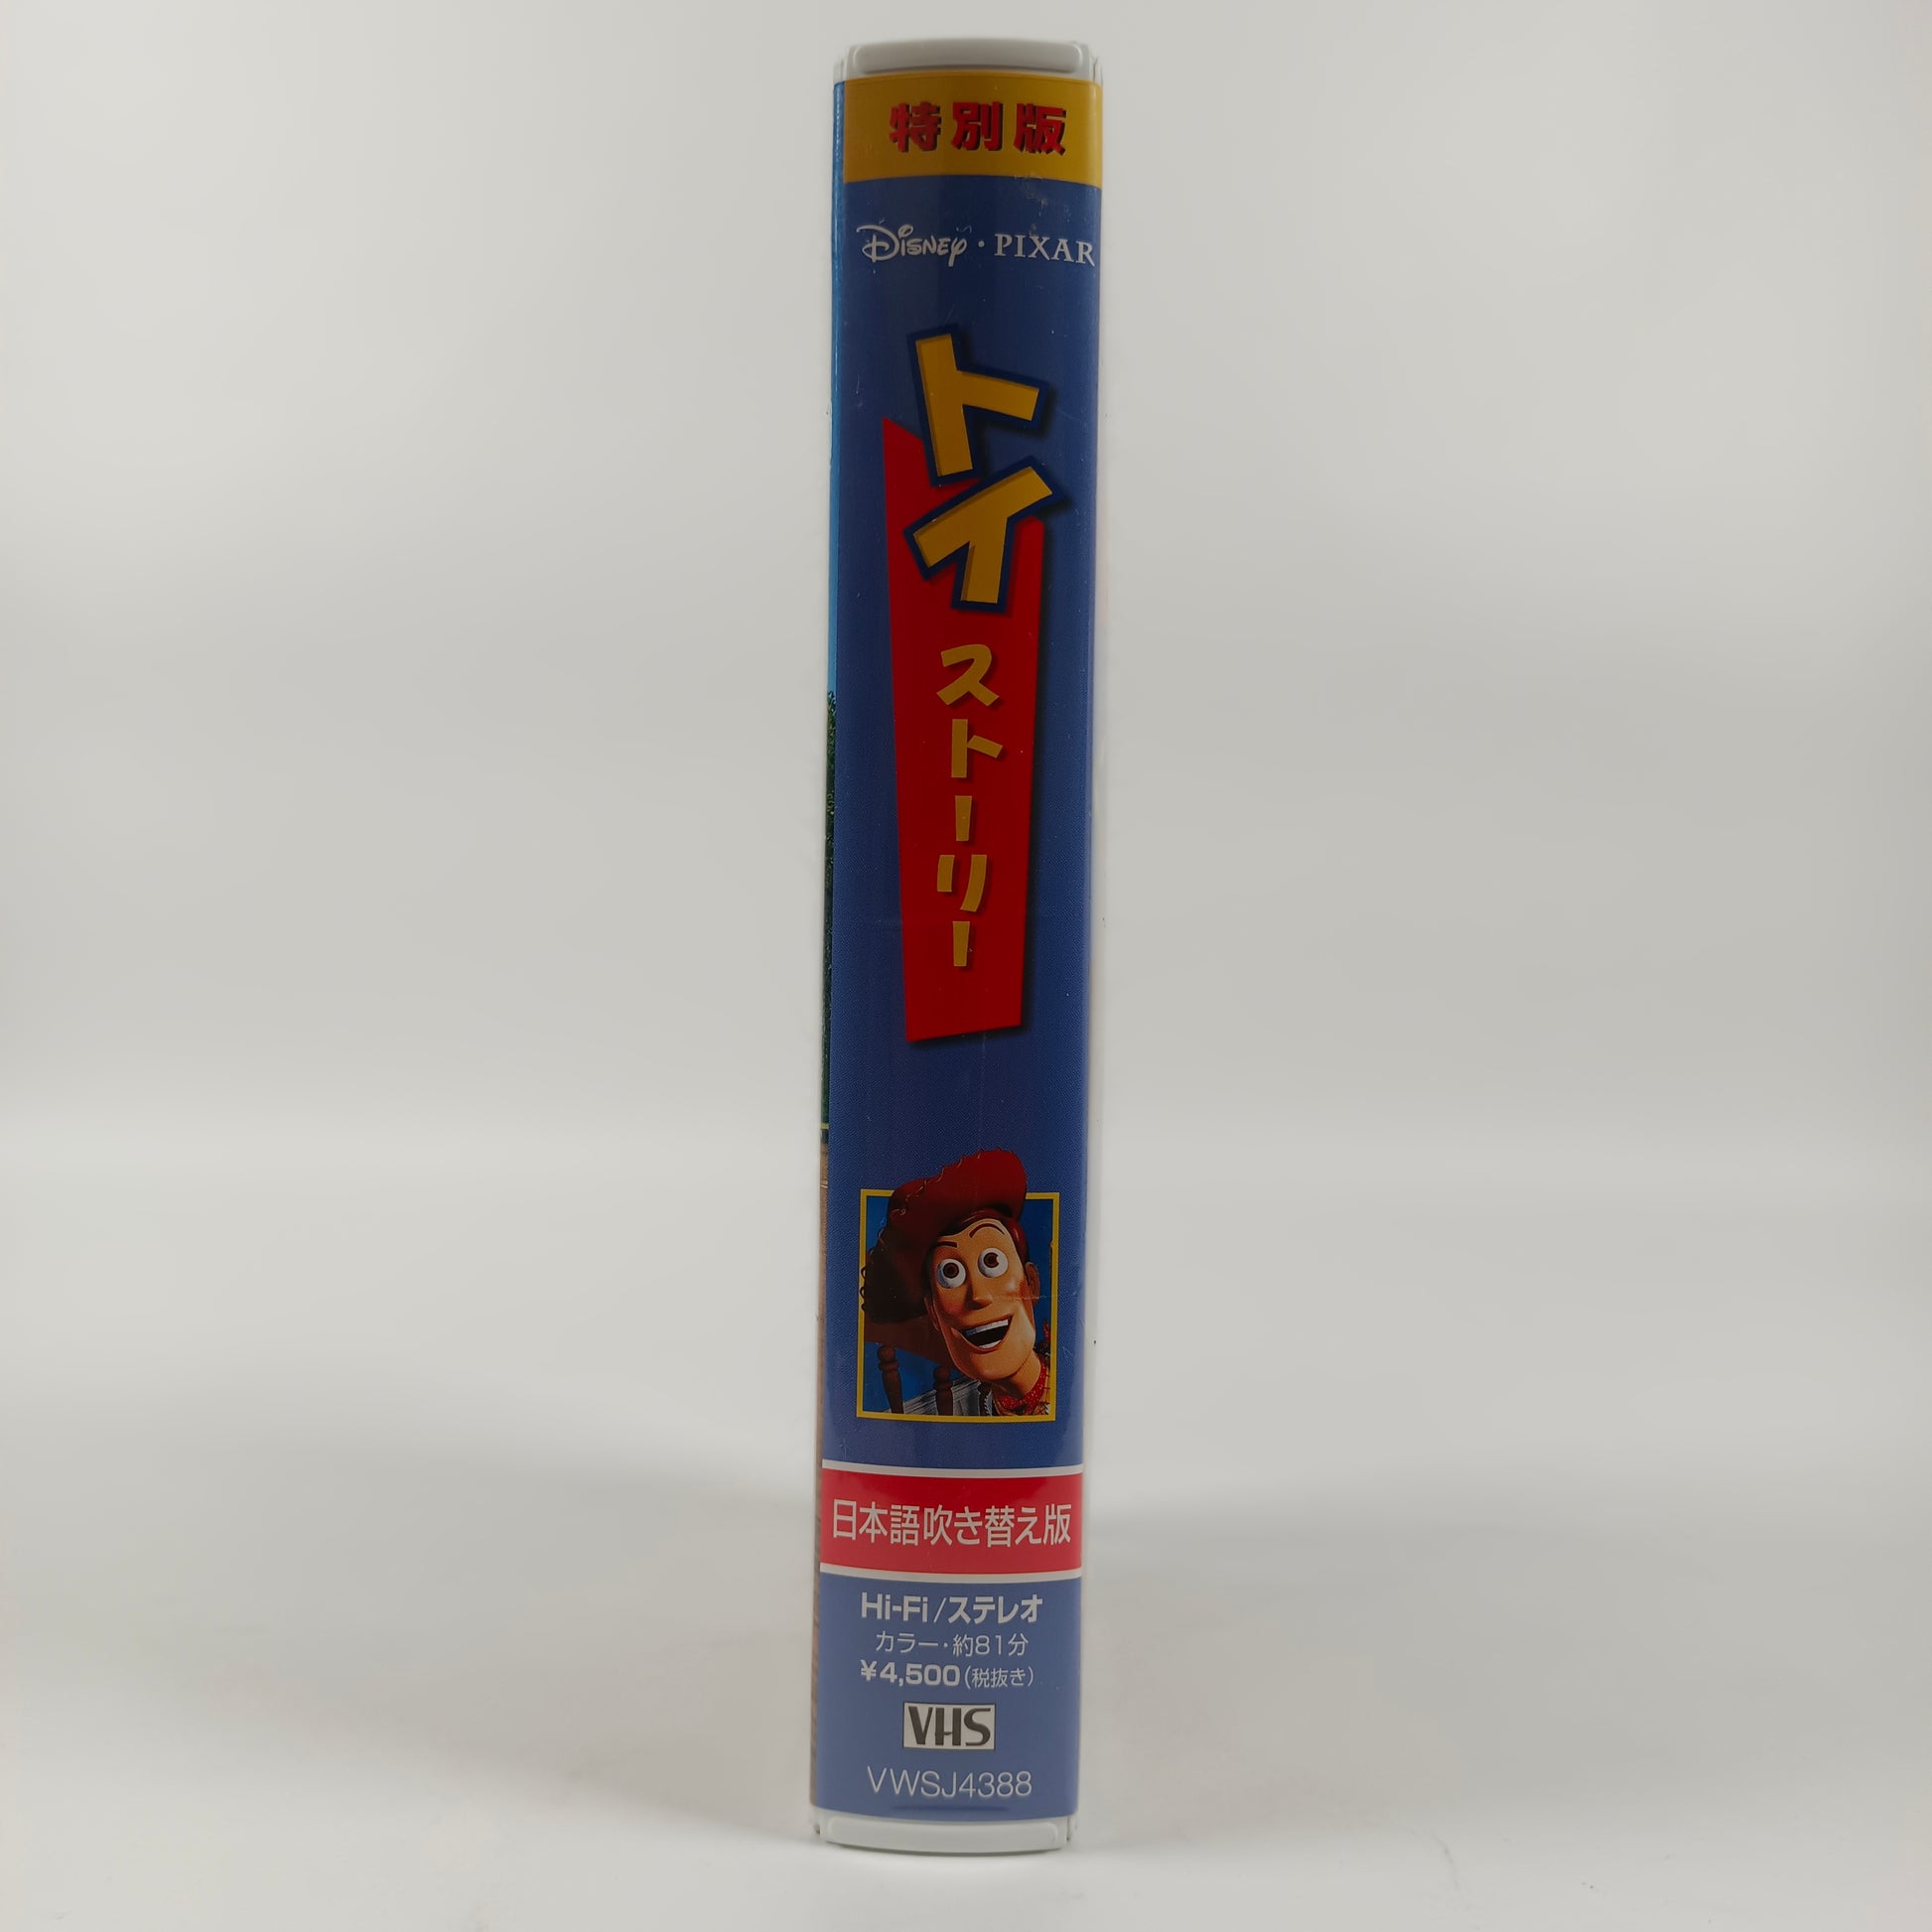 特別版
Disney・PIXAR
トイ
ストーリー
日本語吹き替え版
Hi-Fi/ステレオ
カラー・約81分
¥4,500(税抜き)
VHS
VWSJ4388